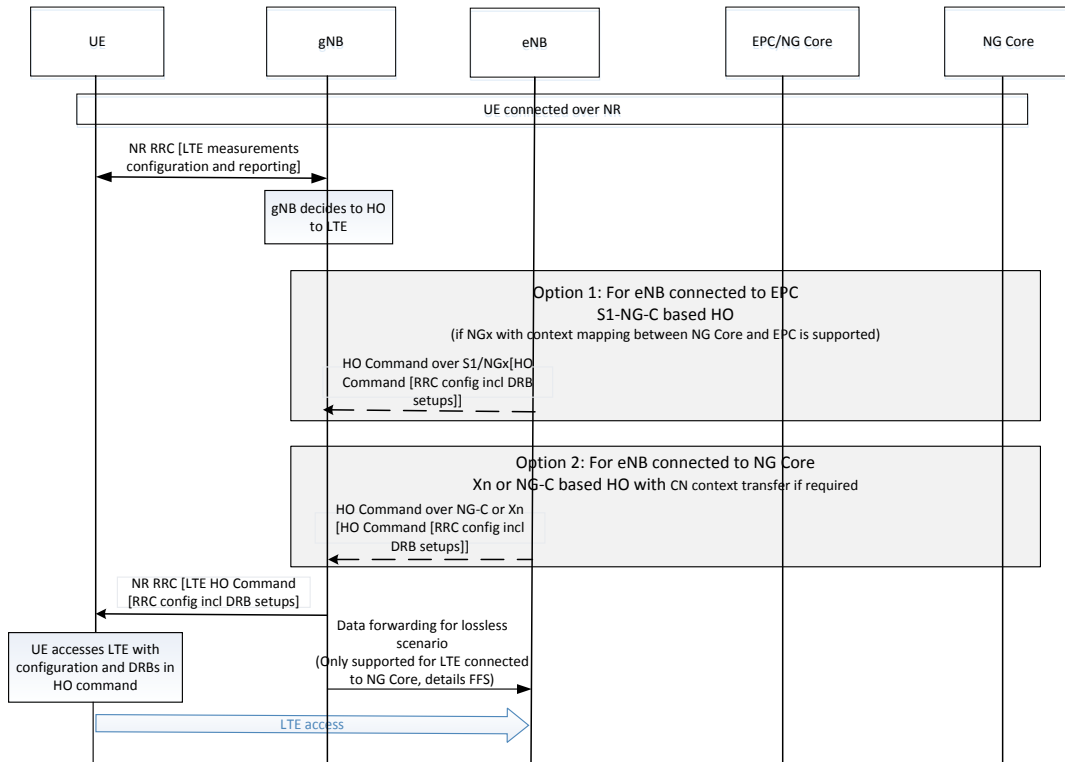 UE
gNB
eNB
EPC/NG Core
NG Core
UE connected over NR
NR RRC [LTE measurements
configuration and reporting]
gNB decides to HO
to LTE
Option 1: For eNB connected to EPC
S1-NG-C based HO
(if NGx with context mapping between NG Core and EPC is supported)
HO Command over S1/NGx[HO
Command [RRC config incl DRB
setups]]
Option 2: For eNB connected to NG Core
Xn or NG-C based HO with CN context transfer if required
HO Command over NG-C or Xn
[HO Command [RRC config incl
DRB setups]]
NR RRC [LTE HO Command
[RRC config incl DRB setups]
Data forwarding for lossless
scenario
(Only supported for LTE connected
to NG Core, details FFS)
UE accesses LTE with
configuration and DRBs in
HO command
LTE access